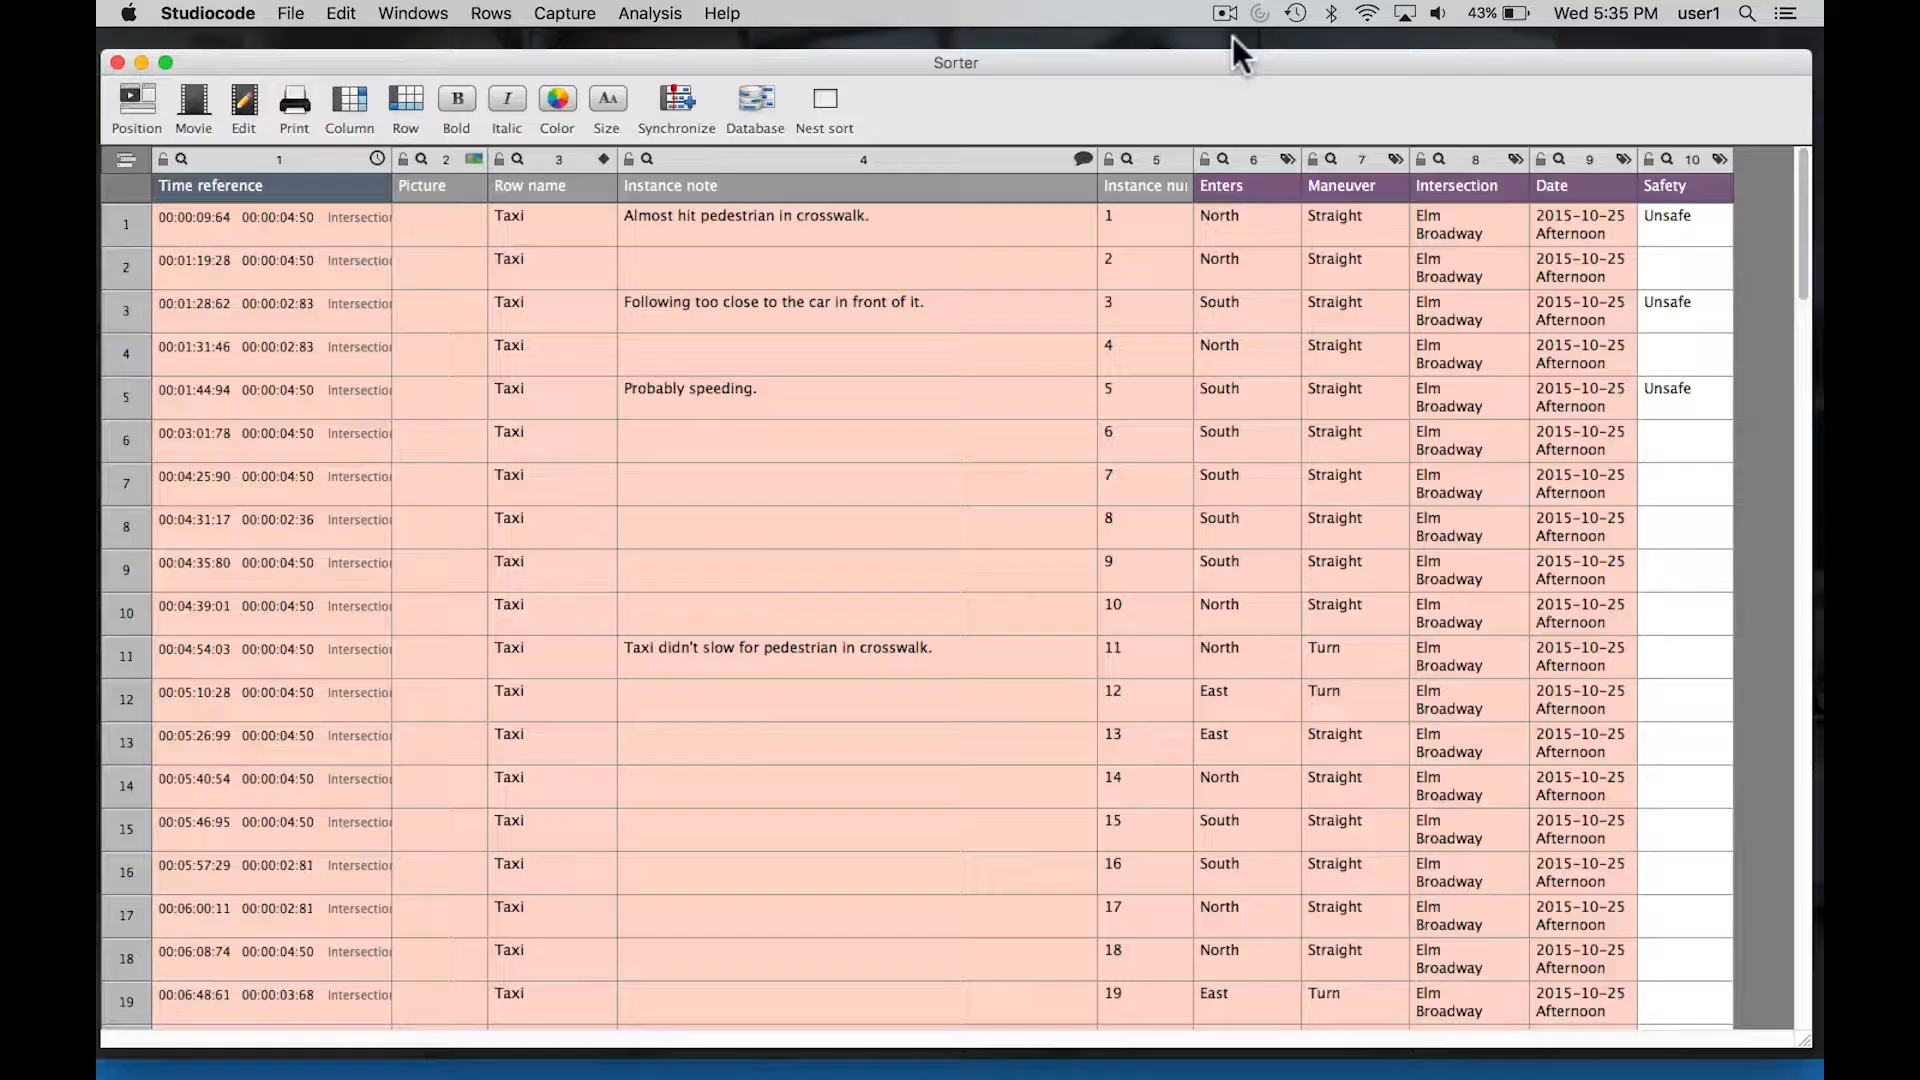 Studiocode File Edit Windows Rows Capture Analysis Help 43% Wed 5:35 PM user1
Sorter
B I AA
Position Movie Edit Print Column Row Bold Italic Color Size Synchronize Database Nest sort
1 2 3 4 5 6 7 8 9 10
Time reference Picture Row name Instance note Instance nu Enters Maneuver Intersection Date Safety
1 00:00:09:64 00:00:04:50 Intersection Taxi Almost hit pedestrian in crosswalk. 1 North Straight Elm 2015-10-25 Unsafe
Broadway Afternoon
2 00:01:19:28 00:00:04:50 Intersection Taxi 2 North Straight Elm 2015-10-25
Broadway Afternoon
3 00:01:28:62 00:00:02:83 Intersection Taxi Following too close to the car in front of it. 3 South Straight Elm 2015-10-25 Unsafe
Broadway Afternoon
4 00:01:31:46 00:00:02:83 Intersection Taxi 4 North Straight Elm 2015-10-25
Broadway Afternoon
5 00:01:44:94 00:00:04:50 Intersection Taxi Probably speeding. 5 South Straight Elm 2015-10-25 Unsafe
Broadway Afternoon
6 00:03:01:78 00:00:04:50 Intersection Taxi 6 South Straight Elm 2015-10-25
Broadway Afternoon
7 00:04:25:90 00:00:04:50 Intersection Taxi 7 South Straight Elm 2015-10-25
Broadway Afternoon
8 00:04:31:17 00:00:02:36 Intersection Taxi 8 South Straight Elm 2015-10-25
Broadway Afternoon
9 00:04:35:80 00:00:04:50 Intersection Taxi 9 South Straight Elm 2015-10-25
Broadway Afternoon
10 00:04:39:01 00:00:04:50 Intersection Taxi 10 North Straight Elm 2015-10-25
Broadway Afternoon
11 00:04:54:03 00:00:04:50 Intersection Taxi Taxi didn't slow for pedestrian in crosswalk. 11 North Turn Elm 2015-10-25
Broadway Afternoon
12 00:05:10:28 00:00:04:50 Intersection Taxi 12 East Turn Elm 2015-10-25
Broadway Afternoon
13 00:05:26:99 00:00:04:50 Intersection Taxi 13 East Straight Elm 2015-10-25
Broadway Afternoon
14 00:05:40:54 00:00:04:50 Intersection Taxi 14 North Straight Elm 2015-10-25
Broadway Afternoon
15 00:05:46:95 00:00:04:50 Intersection Taxi 15 South Straight Elm 2015-10-25
Broadway Afternoon
16 00:05:57:29 00:00:02:81 Intersection Taxi 16 South Straight Elm 2015-10-25
Broadway Afternoon
17 00:06:00:11 00:00:02:81 Intersection Taxi 17 North Straight Elm 2015-10-25
Broadway Afternoon
18 00:06:08:74 00:00:04:50 Intersection Taxi 18 North Straight Elm 2015-10-25
Broadway Afternoon
19 00:06:48:61 00:00:03:68 Intersection Taxi 19 East Turn Elm 2015-10-25
Broadway Afternoon